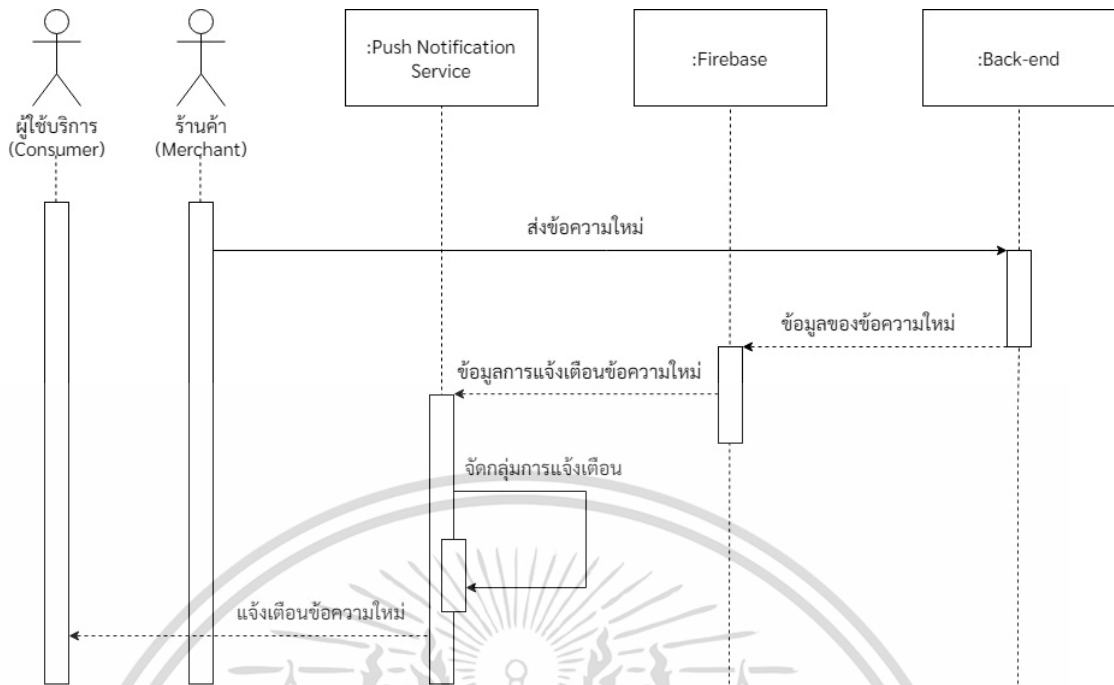 :Push Notification
Service
:Firebase
:Back-end
ผู้ใช้บริการ
(Consumer)
ร้านค้า
(Merchant)
ส่งข้อความใหม่
ข้อมูลของข้อความใหม่
ข้อมูลการแจ้งเตือนข้อความใหม่
จัดกลุ่มการแจ้งเตือน
แจ้งเตือนข้อความใหม่